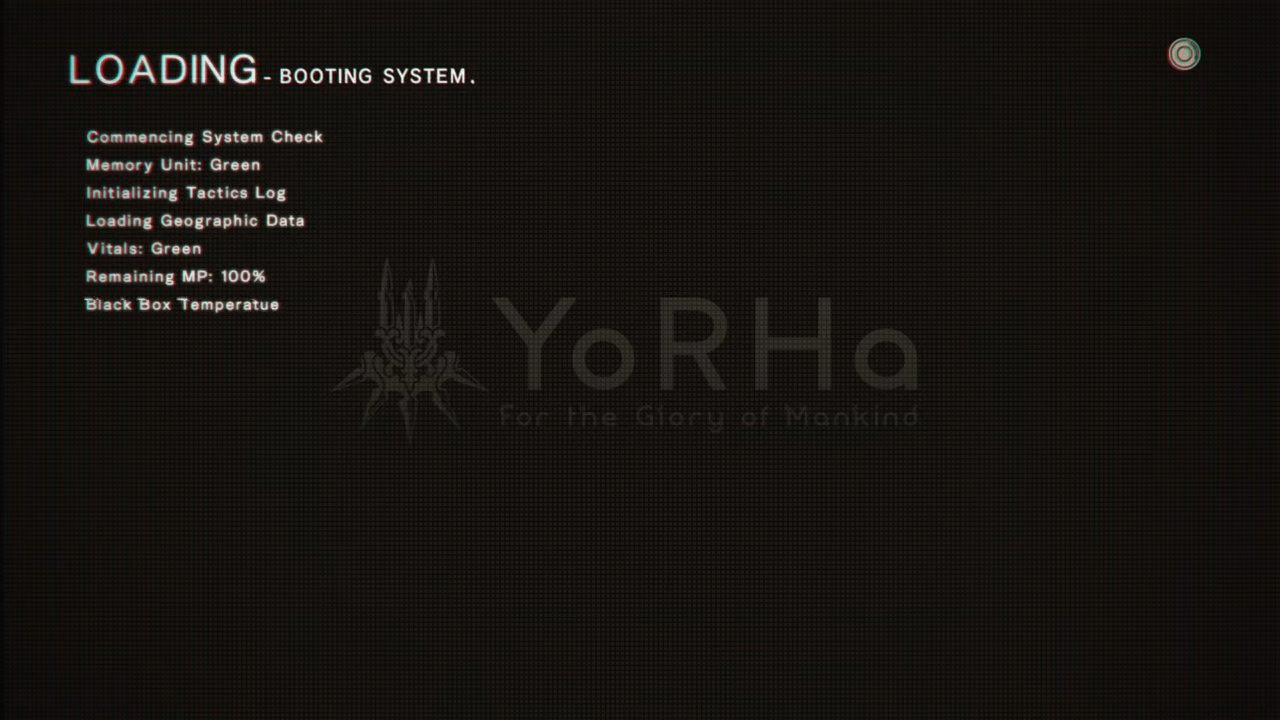 LOADING - BOOTING SYSTEM.
Commencing System Check
Memory Unit: Green
Initializing Tactics Log
Loading Geographic Data
Vitals: Green
Remaining MP: 100%
Black Box Temperatue
YoRHa
For the Glory of Mankind